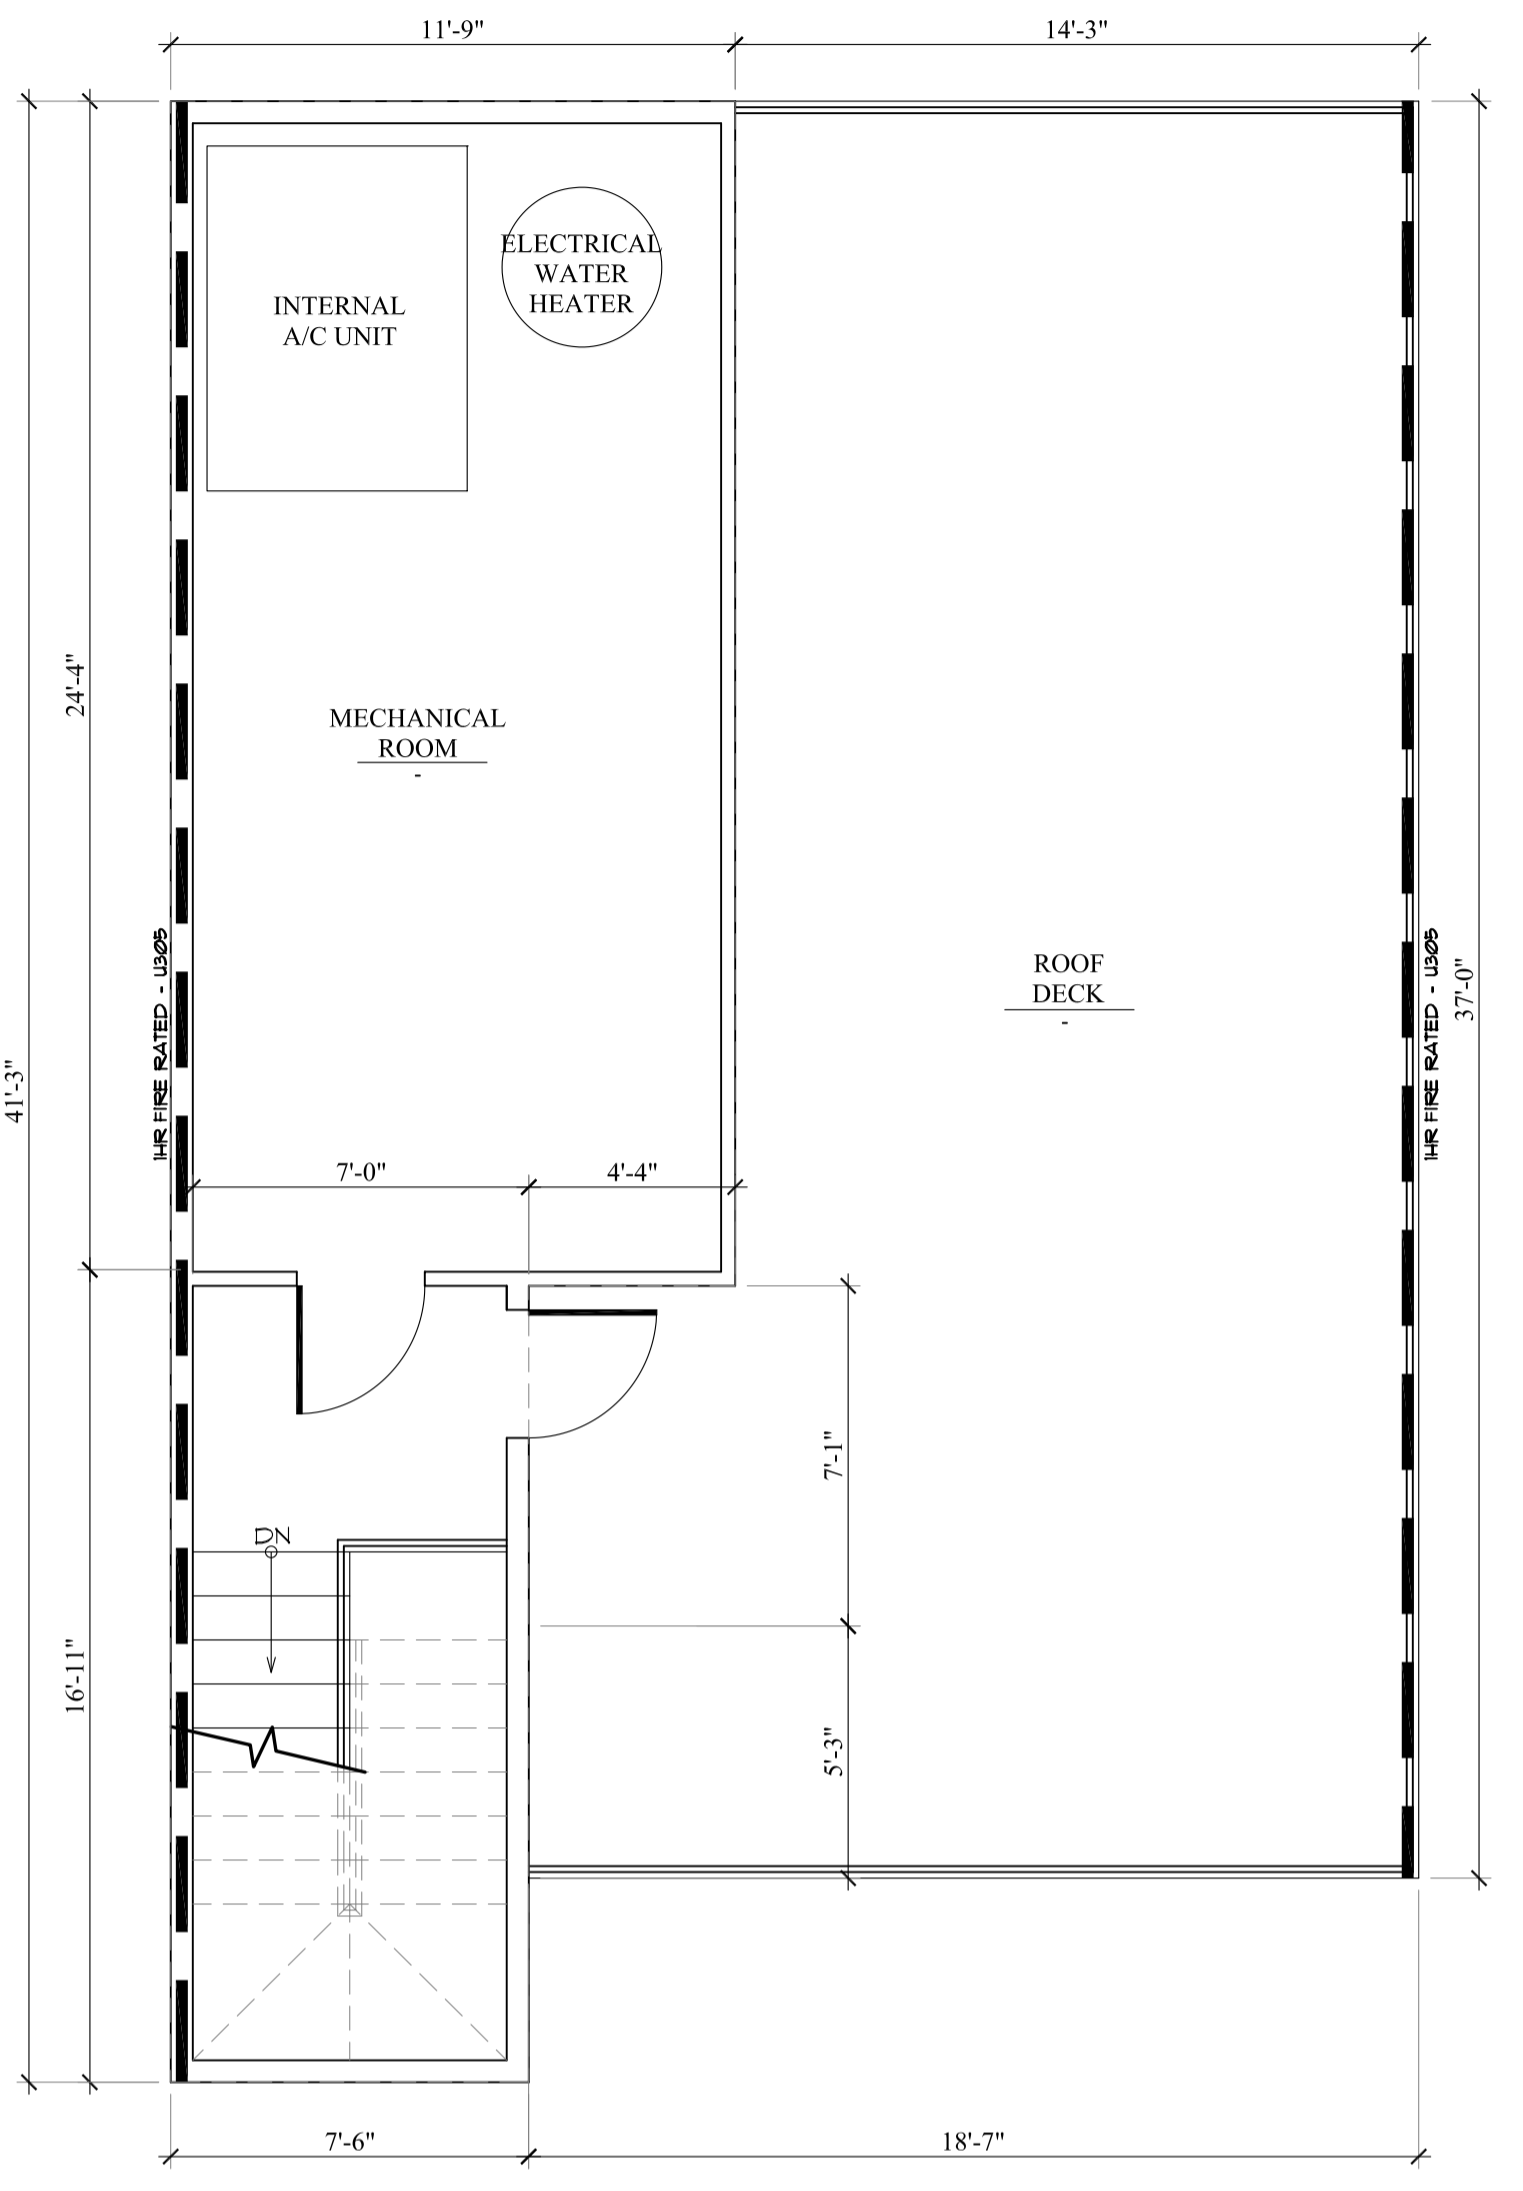 11'-9"
14'-3"
ELECTRICAL
WATER
HEATER
INTERNAL
A/C UNIT
24'-4"
MECHANICAL
ROOM
-
1HR FIRE RATED - U305
ROOF
DECK
-
1HR FIRE RATED - U305
37'-0"
41'-3"
7'-0"
4'-4"
7'-1"
DN
16'-11"
5'-3"
7'-6"
18'-7"